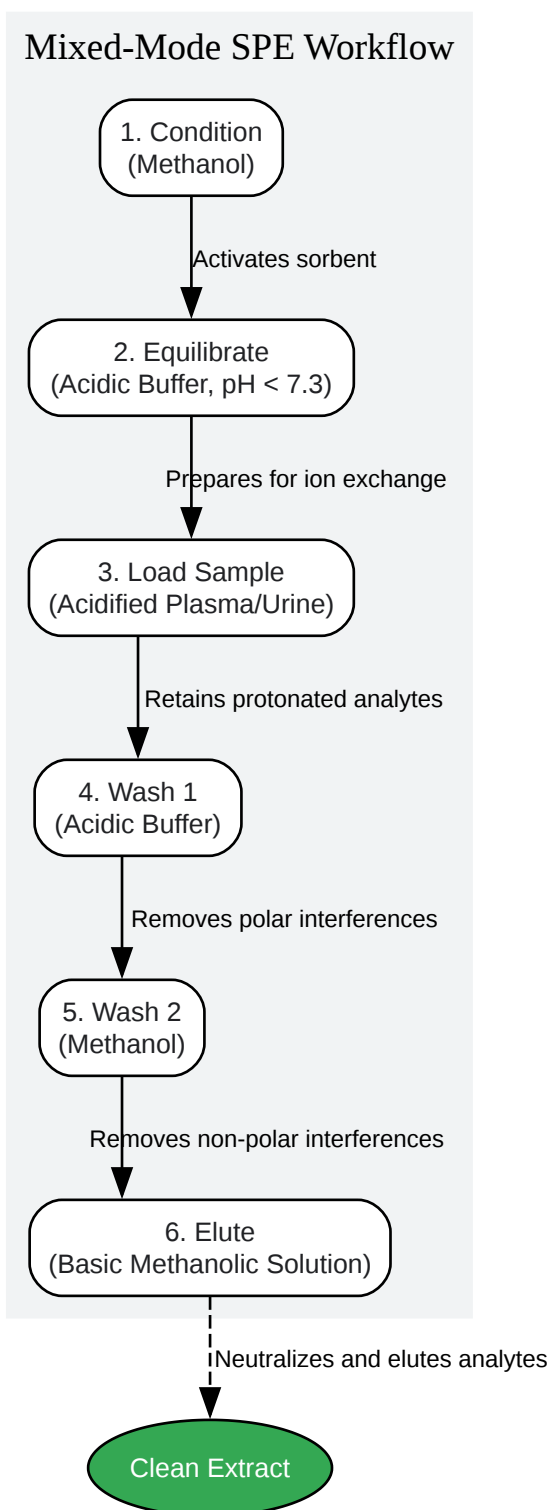 Mixed-Mode SPE Workflow
1. Condition
(Methanol)
Activates sorbent
2. Equilibrate
(Acidic Buffer, pH < 7.3)
Prepares for ion exchange
3. Load Sample
(Acidified Plasma/Urine)
Retains protonated analytes
4. Wash 1
(Acidic Buffer)
Removes polar interferences
5. Wash 2
(Methanol)
Removes non-polar interferences
6. Elute
(Basic Methanolic Solution)
Neutralizes and elutes analytes
Clean Extract